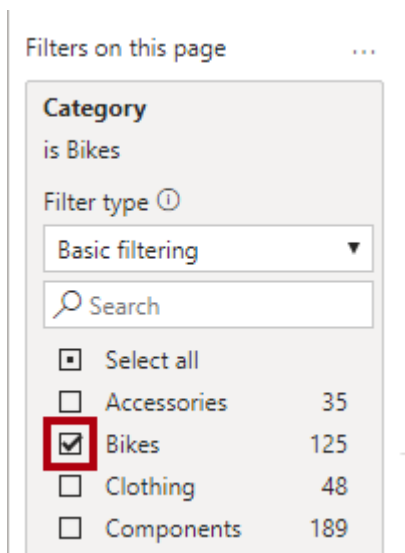 Filters on this page ...
Category
is Bikes
Filter type ⓘ
Basic filtering
Search
Select all
Accessories 35
Bikes 125
Clothing 48
Components 189